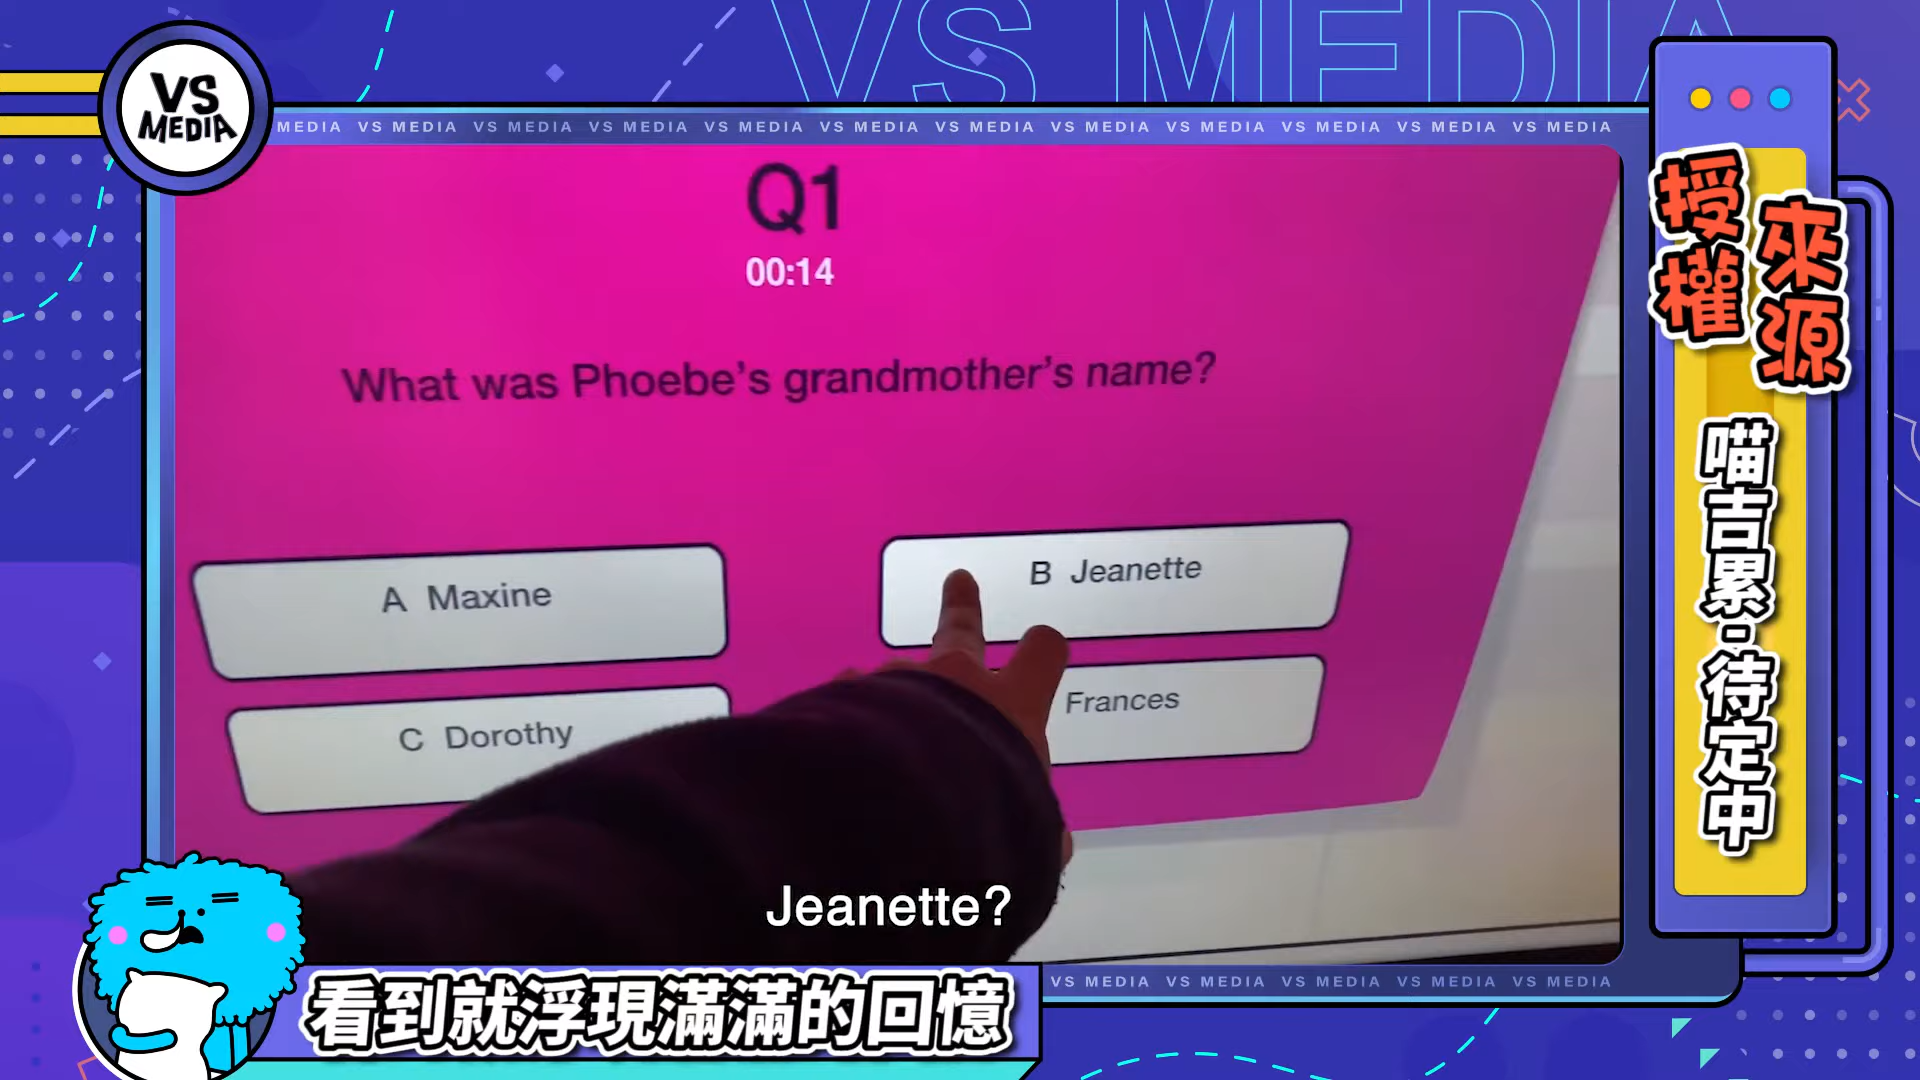 VS MEDIA
VS
MEDIA
MEDIA VS MEDIA VS MEDIA VS MEDIA VS MEDIA VS MEDIA VS MEDIA VS MEDIA VS MEDIA VS MEDIA VS MEDIA VS MEDIA
Q1
00:14
What was Phoebe's grandmother's name?
A Maxine
B Jeanette
C Dorothy
Frances
Jeanette?
看到就浮現滿滿的回憶
VS MEDIA VS MEDIA VS MEDIA VS MEDIA VS MEDIA
授權
來源
喵吉累:待定中